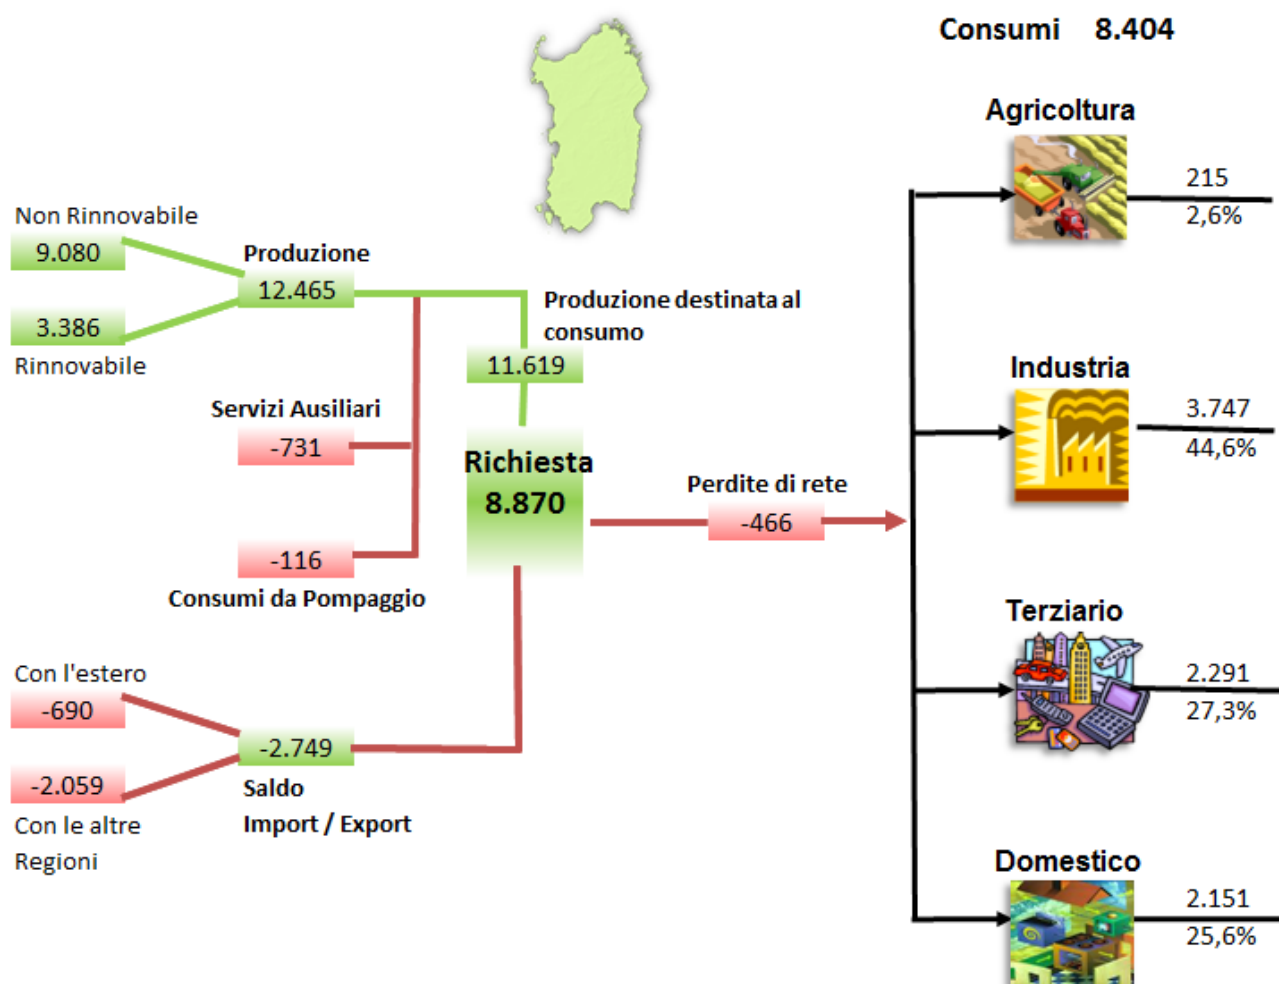 Consumi 8.404
Agricoltura
215
2,6%
Non Rinnovabile
9.080
Produzione
12.465
3.386
Rinnovabile
Produzione destinata al
consumo
11.619
Servizi Ausiliari
-731
Richiesta
8.870
-116
Consumi da Pompaggio
Perdite di rete
-466
Industria
3.747
44,6%
Con l'estero
-690
-2.749
-2.059
Con le altre
Regioni
Saldo
Import / Export
Terziario
2.291
27,3%
Domestico
2.151
25,6%